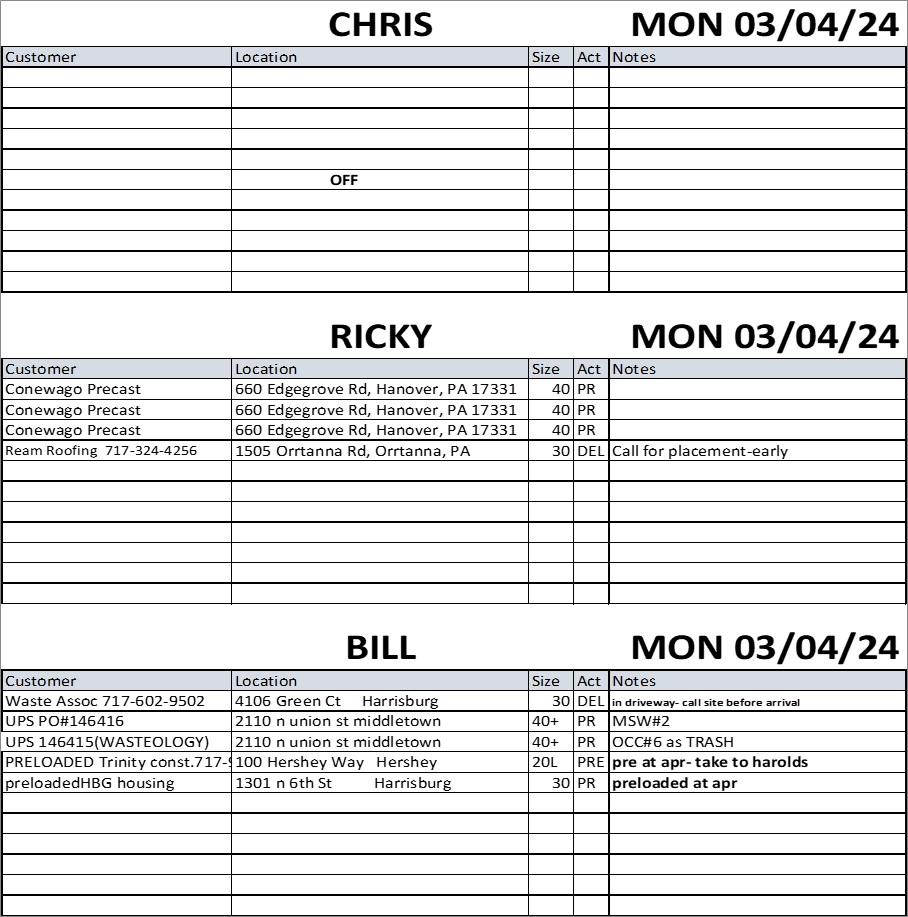 CHRIS MON 03/04/24
Customer Location Size Act Notes
OFF
RICKY MON 03/04/24
Customer Location Size Act Notes
Conewago Precast 660 Edgegrove Rd, Hanover, PA 17331 40 PR
Conewago Precast 660 Edgegrove Rd, Hanover, PA 17331 40 PR
Conewago Precast 660 Edgegrove Rd, Hanover, PA 17331 40 PR
Ream Roofing 717-324-4256 1505 Orrtanna Rd, Orrtanna, PA 30 DEL Call for placement-early
BILL MON 03/04/24
Customer Location Size Act Notes
Waste Assoc 717-602-9502 4106 Green Ct Harrisburg 30 DEL in driveway- call site before arrival
UPS PO#146416 2110 n union st middletown 40+ PR MSW#2
UPS 146415(WASTEOLOGY) 2110 n union st middletown 40+ PR OCC#6 as TRASH
PRELOADED Trinity const.717- 100 Hershey Way Hershey 20L PRE pre at apr- take to harolds
preloadedHBG housing 1301 n 6th St Harrisburg 30 PR preloaded at apr